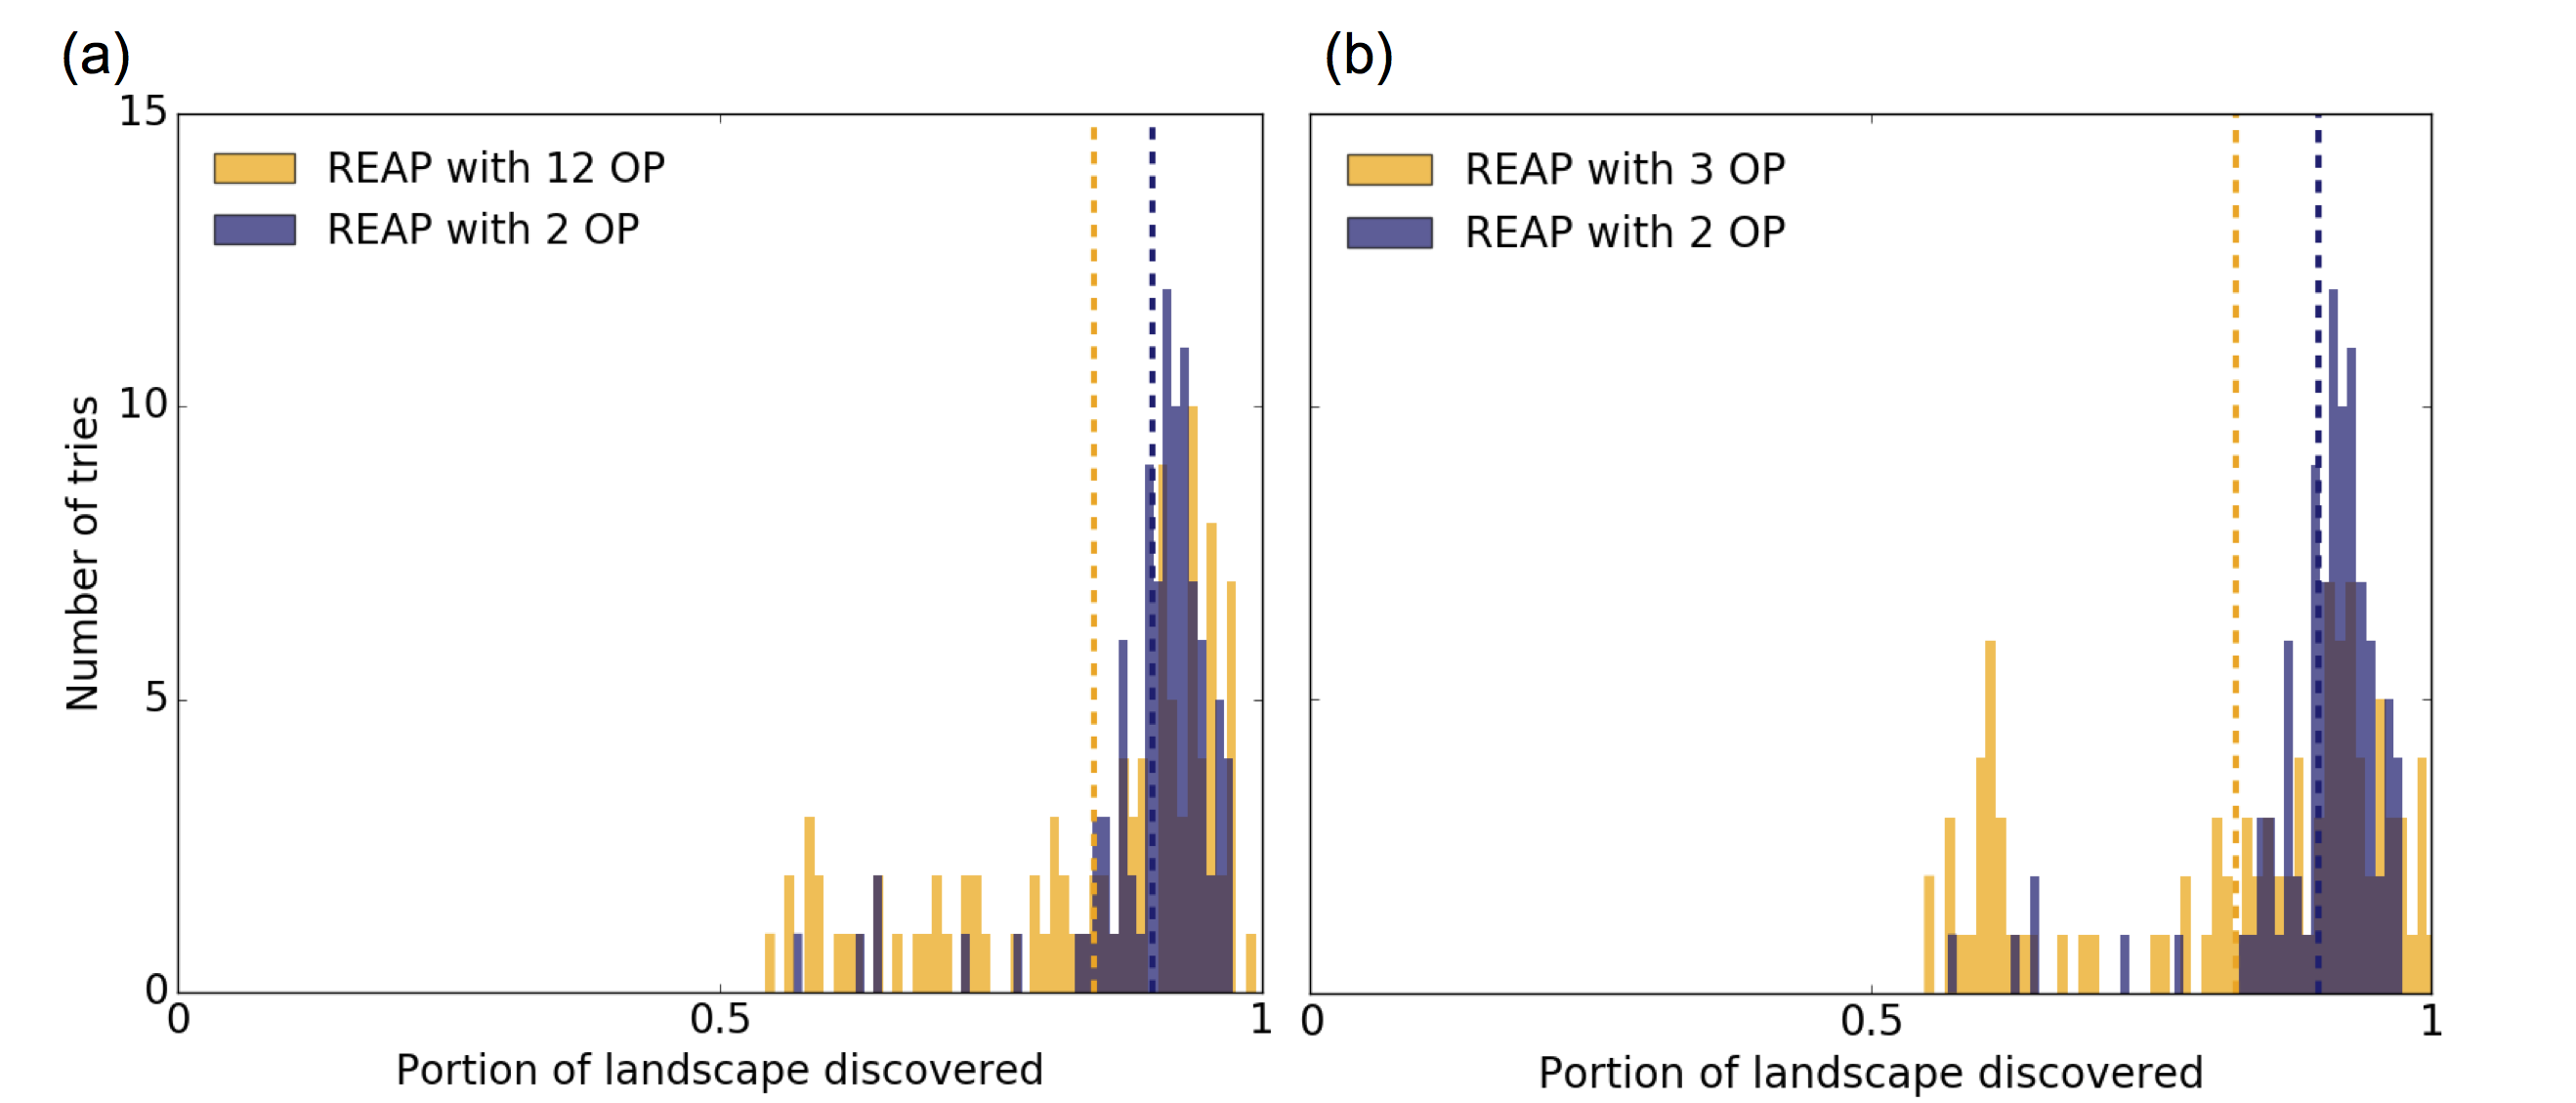 (a)
15
10
5
0
Number of tries
REAP with 12 OP
REAP with 2 OP
0 0.5 1
Portion of landscape discovered
(b)
REAP with 3 OP
REAP with 2 OP
0 0.5 1
Portion of landscape discovered